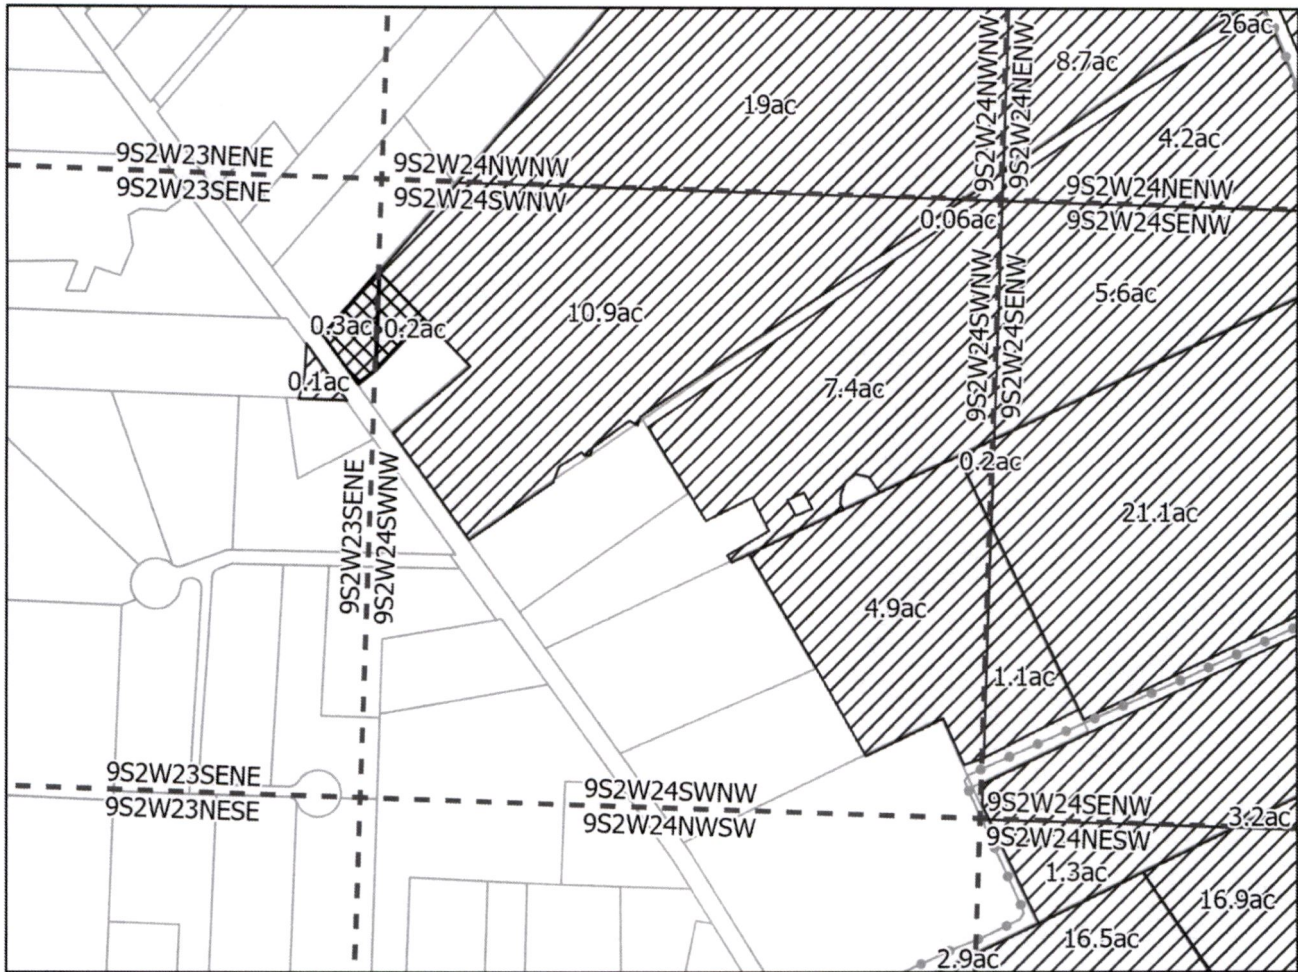 26ac
8.7ac
19ac
9S2W24NWNW
9S2W24NENW
4.2ac
9S2W23NENE
9S2W24NWNW
9S2W24NENW
9S2W23SENE
9S2W24SWNW
9S2W24SENW
0.06ac
5.6ac
10.9ac
0.3ac
0.2ac
9S2W24SWNW
9S2W24SENW
0.1ac
7.4ac
0.2ac
21.1ac
9S2W23SENE
9S2W24SWNW
4.9ac
1.1ac
9S2W23SENE
9S2W24SWNW
9S2W24SENW
9S2W23NESE
9S2W24NWSW
9S2W24NESW
3.2ac
1.3ac
16.9ac
16.5ac
2.9ac